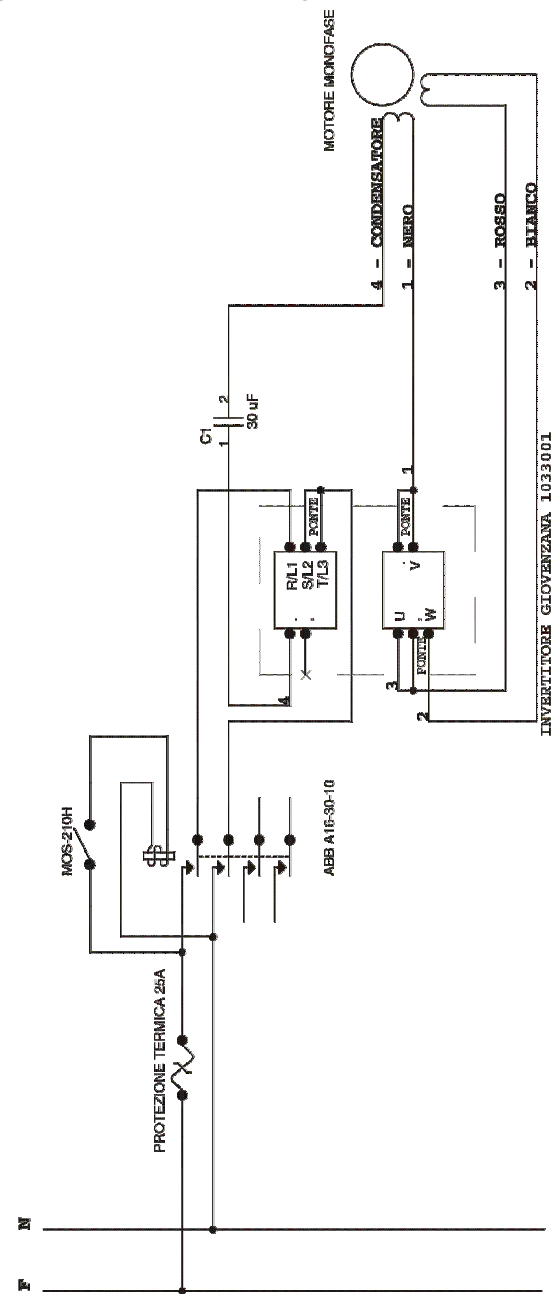 MOTORE MONOFASE
4 - CONDENSATORE
1 - NERO
3 - ROSSO
2 - BIANCO
C1
1
2
30 uF
1
PONTE
R/L1
S/L2
T/L3
PONTE
U
V
W
PONTE
4
3
2
INVERTITORE GIOVENZANA 1033001
MOS-210H
ABB A16-30-10
PROTEZIONE TERMICA 25A
N
F